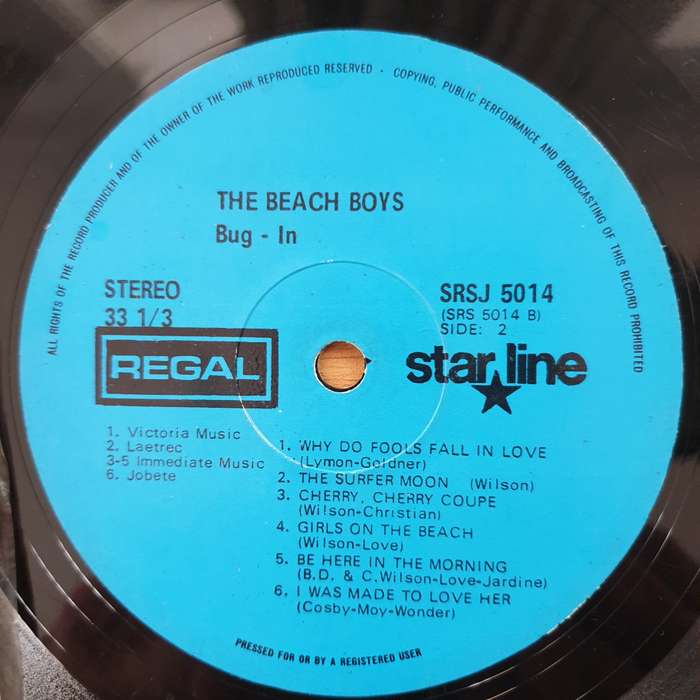 ALL RIGHTS OF THE RECORD PRODUCER AND OF THE OWNER OF THE WORK REPRODUCED RESERVED · COPYING, PUBLIC PERFORMANCE AND BROADCASTING OF THIS RECORD PROHIBITED
THE BEACH BOYS
Bug - In
STEREO
33 1/3
SRSJ 5014
(SRS 5014 B)
SIDE: 2
REGAL
star line
1. Victoria Music
2. Laetrec
3-5 Immediate Music
6. Jobete
1. WHY DO FOOLS FALL IN LOVE
(Lymon-Goldner)
2. THE SURFER MOON (Wilson)
3. CHERRY, CHERRY COUPE
(Wilson-Christian)
4. GIRLS ON THE BEACH
(Wilson-Love)
5. BE HERE IN THE MORNING
(B.D. & C.Wilson-Love-Jardine)
6. I WAS MADE TO LOVE HER
(Cosby-Moy-Wonder)
PRESSED FOR OR BY A REGISTERED USER